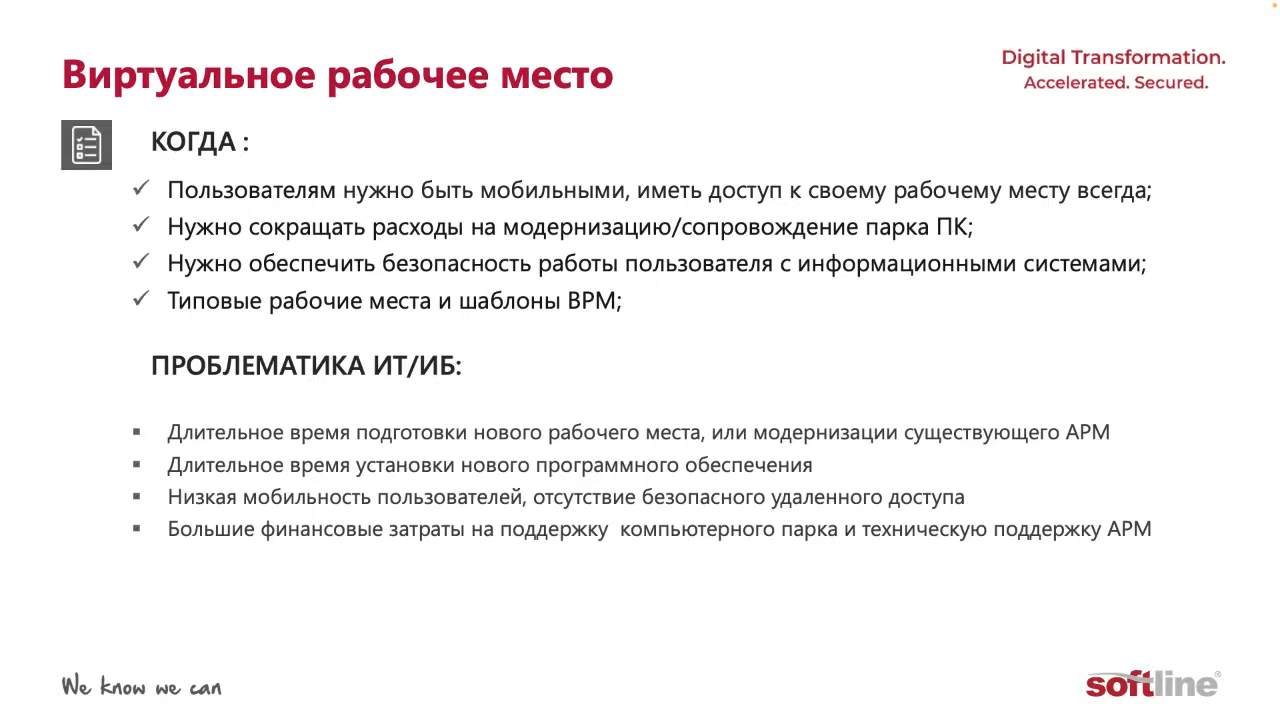 Виртуальное рабочее место
Digital Transformation.
Accelerated. Secured.
КОГДА :
Пользователям нужно быть мобильными, иметь доступ к своему рабочему месту всегда;
Нужно сокращать расходы на модернизацию/сопровождение парка ПК;
Нужно обеспечить безопасность работы пользователя с информационными системами;
Типовые рабочие места и шаблоны ВРМ;
ПРОБЛЕМАТИКА ИТ/ИБ:
Длительное время подготовки нового рабочего места, или модернизации существующего АРМ
Длительное время установки нового программного обеспечения
Низкая мобильность пользователей, отсутствие безопасного удаленного доступа
Большие финансовые затраты на поддержку  компьютерного парка и техническую поддержку АРМ
We know we can
softline®